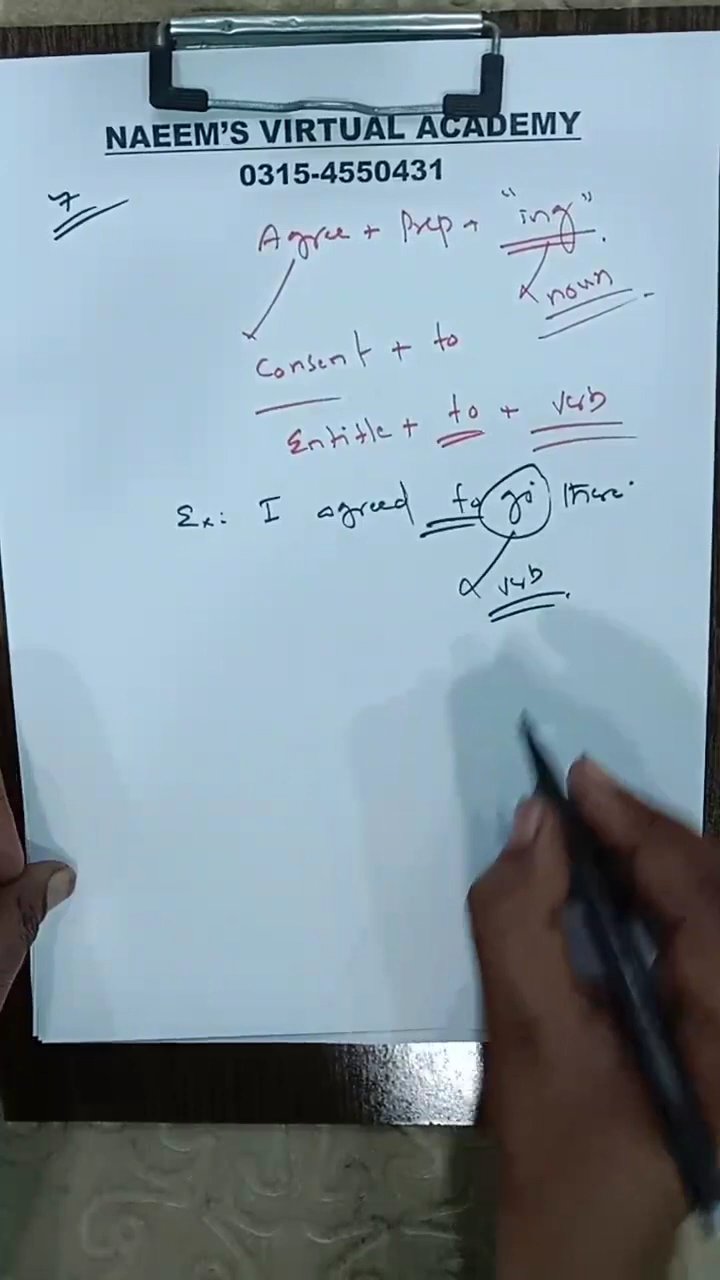 NAEEM'S VIRTUAL ACADEMY
0315-4550431
7
Agree + Prep + "ing".
noun
Consent + to
Entitle + to + verb
Ex: I agreed to go there.
verb